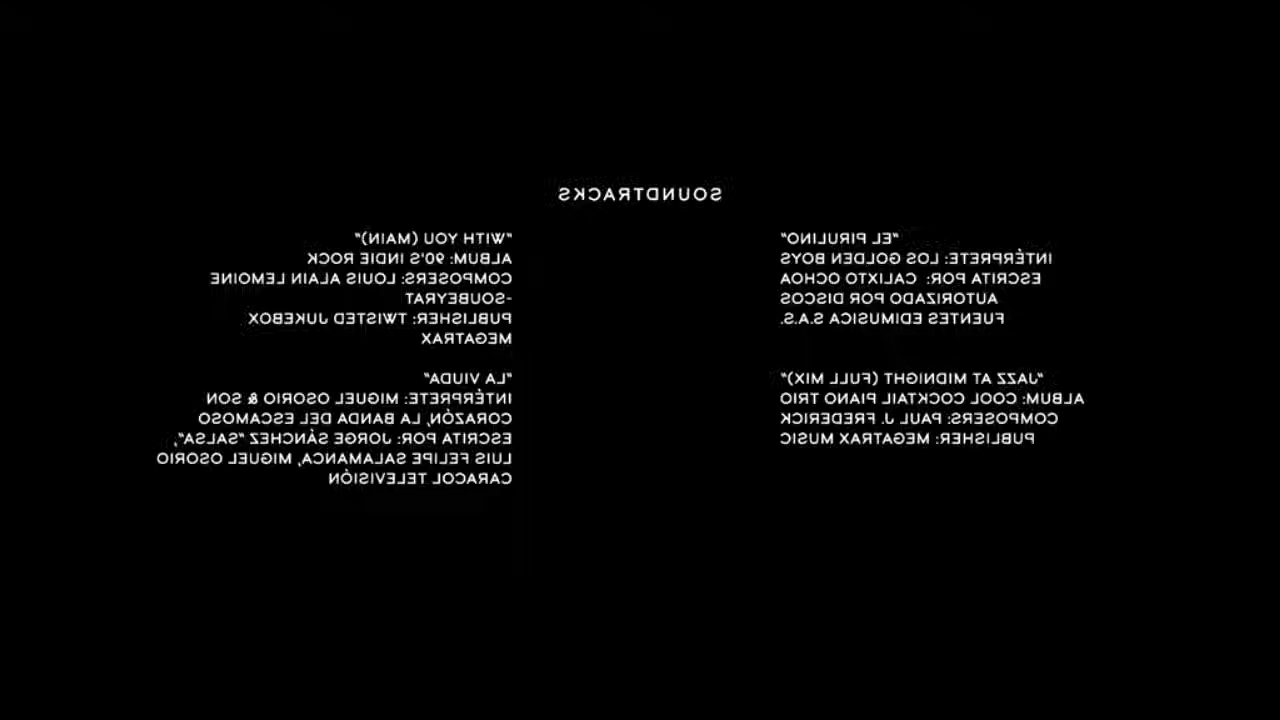 SOUNDTRACKS
"EL PIRULINO"
INTÉRPRETE: LOS GOLDEN BOYS
ESCRITA POR: CALIXTO OCHOA
AUTORIZADO POR DISCOS
FUENTES EDIMUSICA S.A.S.
"JAZZ AT MIDNIGHT (FULL MIX)"
ALBUM: COOL COCKTAIL PIANO TRIO
COMPOSERS: PAUL J. FREDERICK
PUBLISHER: MEGATRAX MUSIC
"WITH YOU (MAIN)"
ALBUM: 90'S INDIE ROCK
COMPOSERS: LOUIS ALAIN LEMOINE
-SOUBEYRAT
PUBLISHER: TWISTED JUKEBOX
MEGATRAX
"LA VIUDA"
INTÉRPRETE: MIGUEL OSORIO & SON
CORAZÓN, LA BANDA DEL ESCAMOSO
ESCRITA POR: JORGE SÁNCHEZ "SALSA",
LUIS FELIPE SALAMANCA, MIGUEL OSORIO
CARACOL TELEVISIÓN